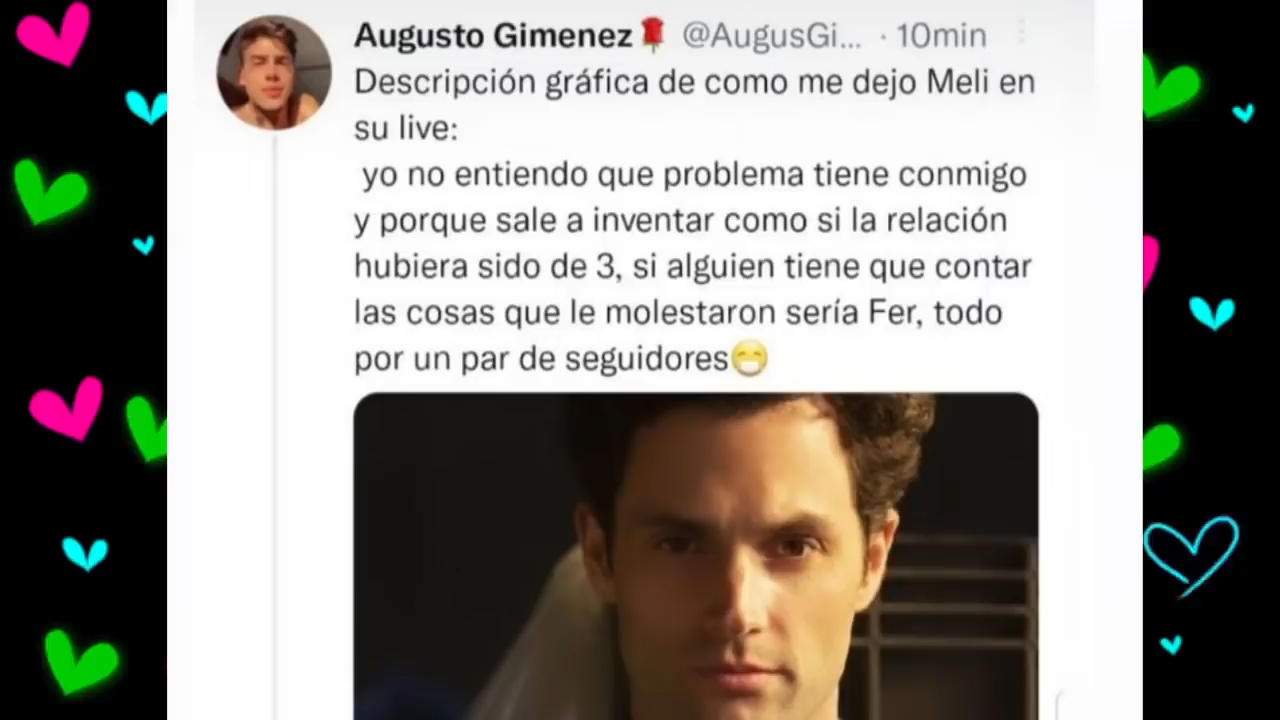 Augusto Gimenez🌹 @AugusGi... · 10min
Descripción gráfica de como me dejo Meli en
su live:
yo no entiendo que problema tiene conmigo
y porque sale a inventar como si la relación
hubiera sido de 3, si alguien tiene que contar
las cosas que le molestaron sería Fer, todo
por un par de seguidores😷